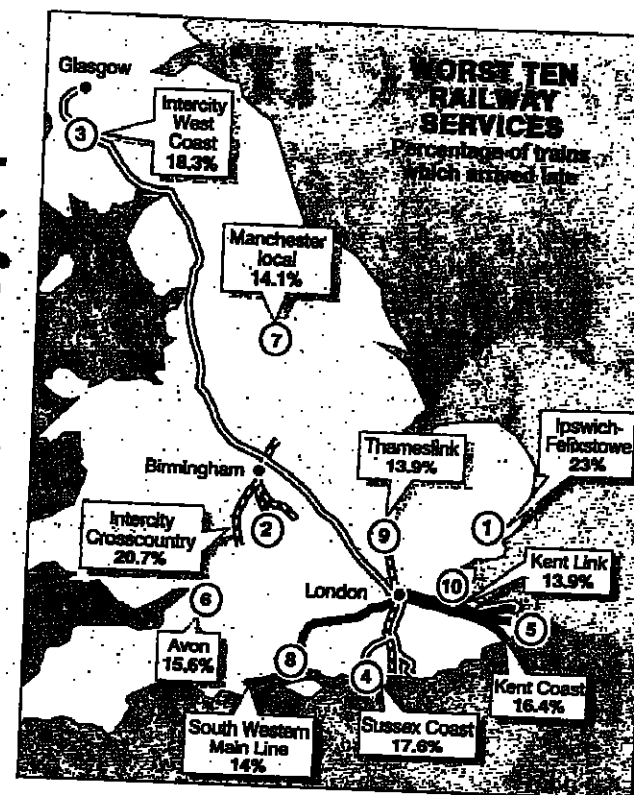 WORST TEN
RAILWAY
SERVICES
Percentage of trains
which arrived late
Glasgow
3
Intercity
West
Coast
18.3%
Manchester
local
14.1%
7
Birmingham
Thameslink
13.9%
Ipswich-
Felixstowe
23%
Intercity
Crosscountry
20.7%
2
9
1
Kent Link
13.9%
London
10
6
5
Avon
15.6%
8
4
Kent Coast
16.4%
South Western
Main Line
14%
Sussex Coast
17.6%